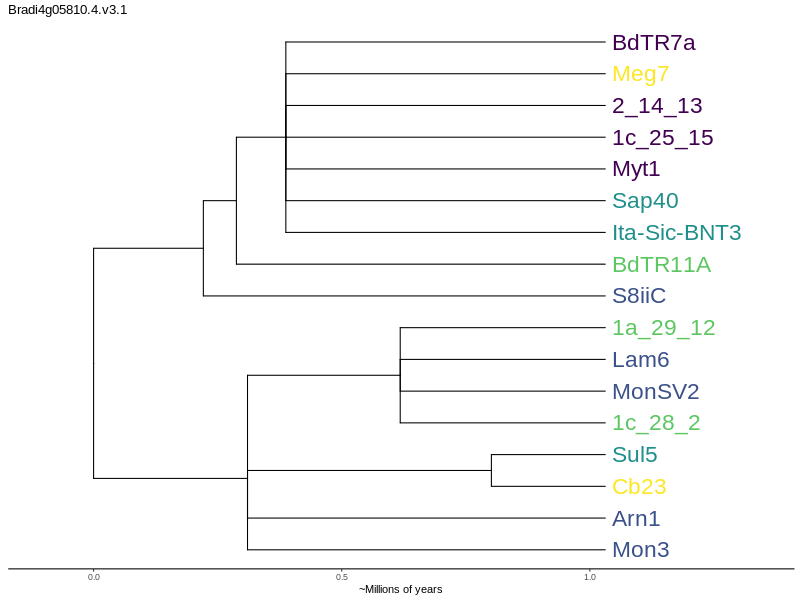 Bradi4g05810.4.v3.1
BdTR7a
Meg7
2_14_13
1c_25_15
Myt1
Sap40
Ita-Sic-BNT3
BdTR11A
S8iiC
1a_29_12
Lam6
MonSV2
1c_28_2
Sul5
Cb23
Arn1
Mon3
0.0 0.5 1.0
~Millions of years